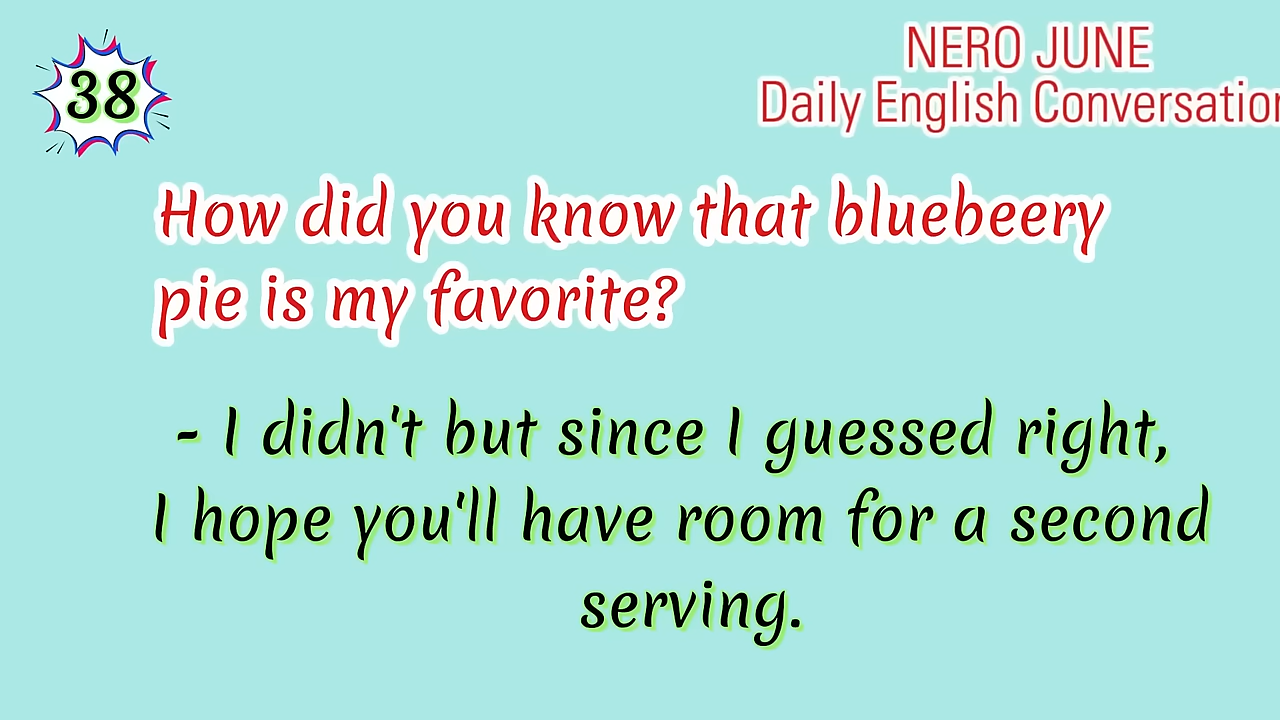 38
NERO JUNE
Daily English Conversation
How did you know that bluebeery
pie is my favorite?
- I didn't but since I guessed right,
I hope you'll have room for a second
serving.